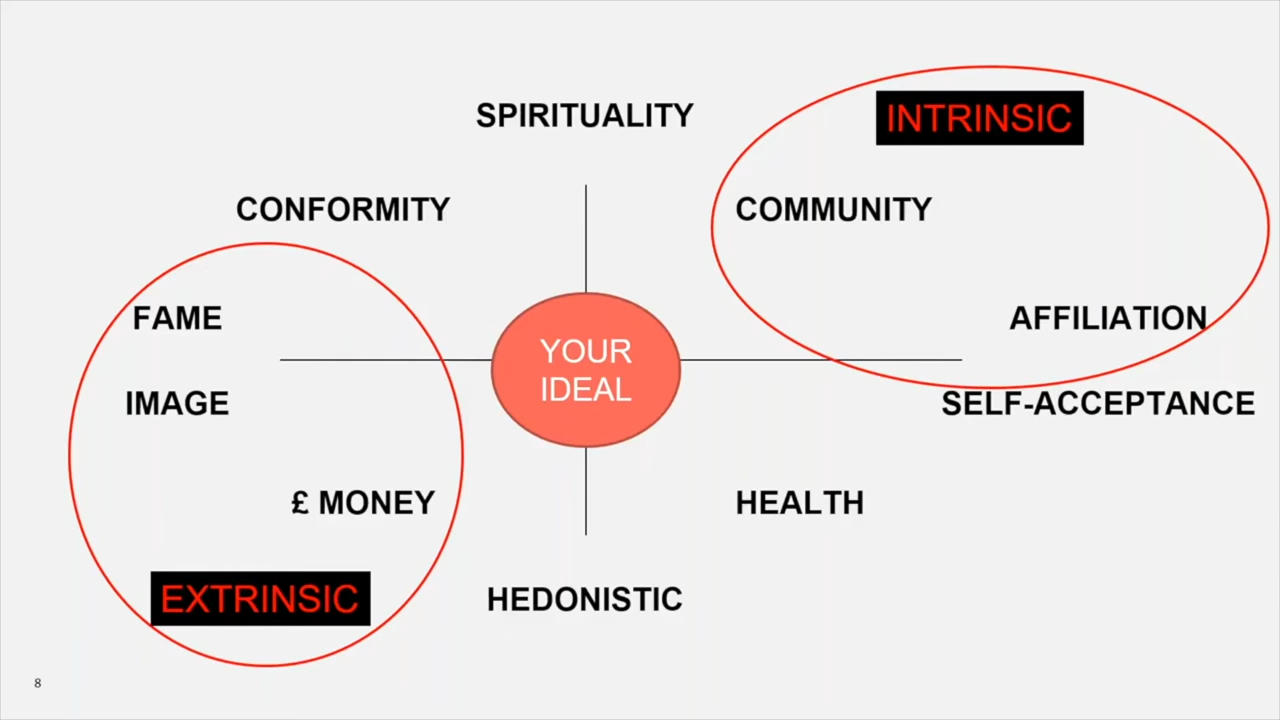 SPIRITUALITY
INTRINSIC
CONFORMITY
COMMUNITY
FAME
AFFILIATION
YOUR
IDEAL
IMAGE
SELF-ACCEPTANCE
£ MONEY
HEALTH
EXTRINSIC
HEDONISTIC
8